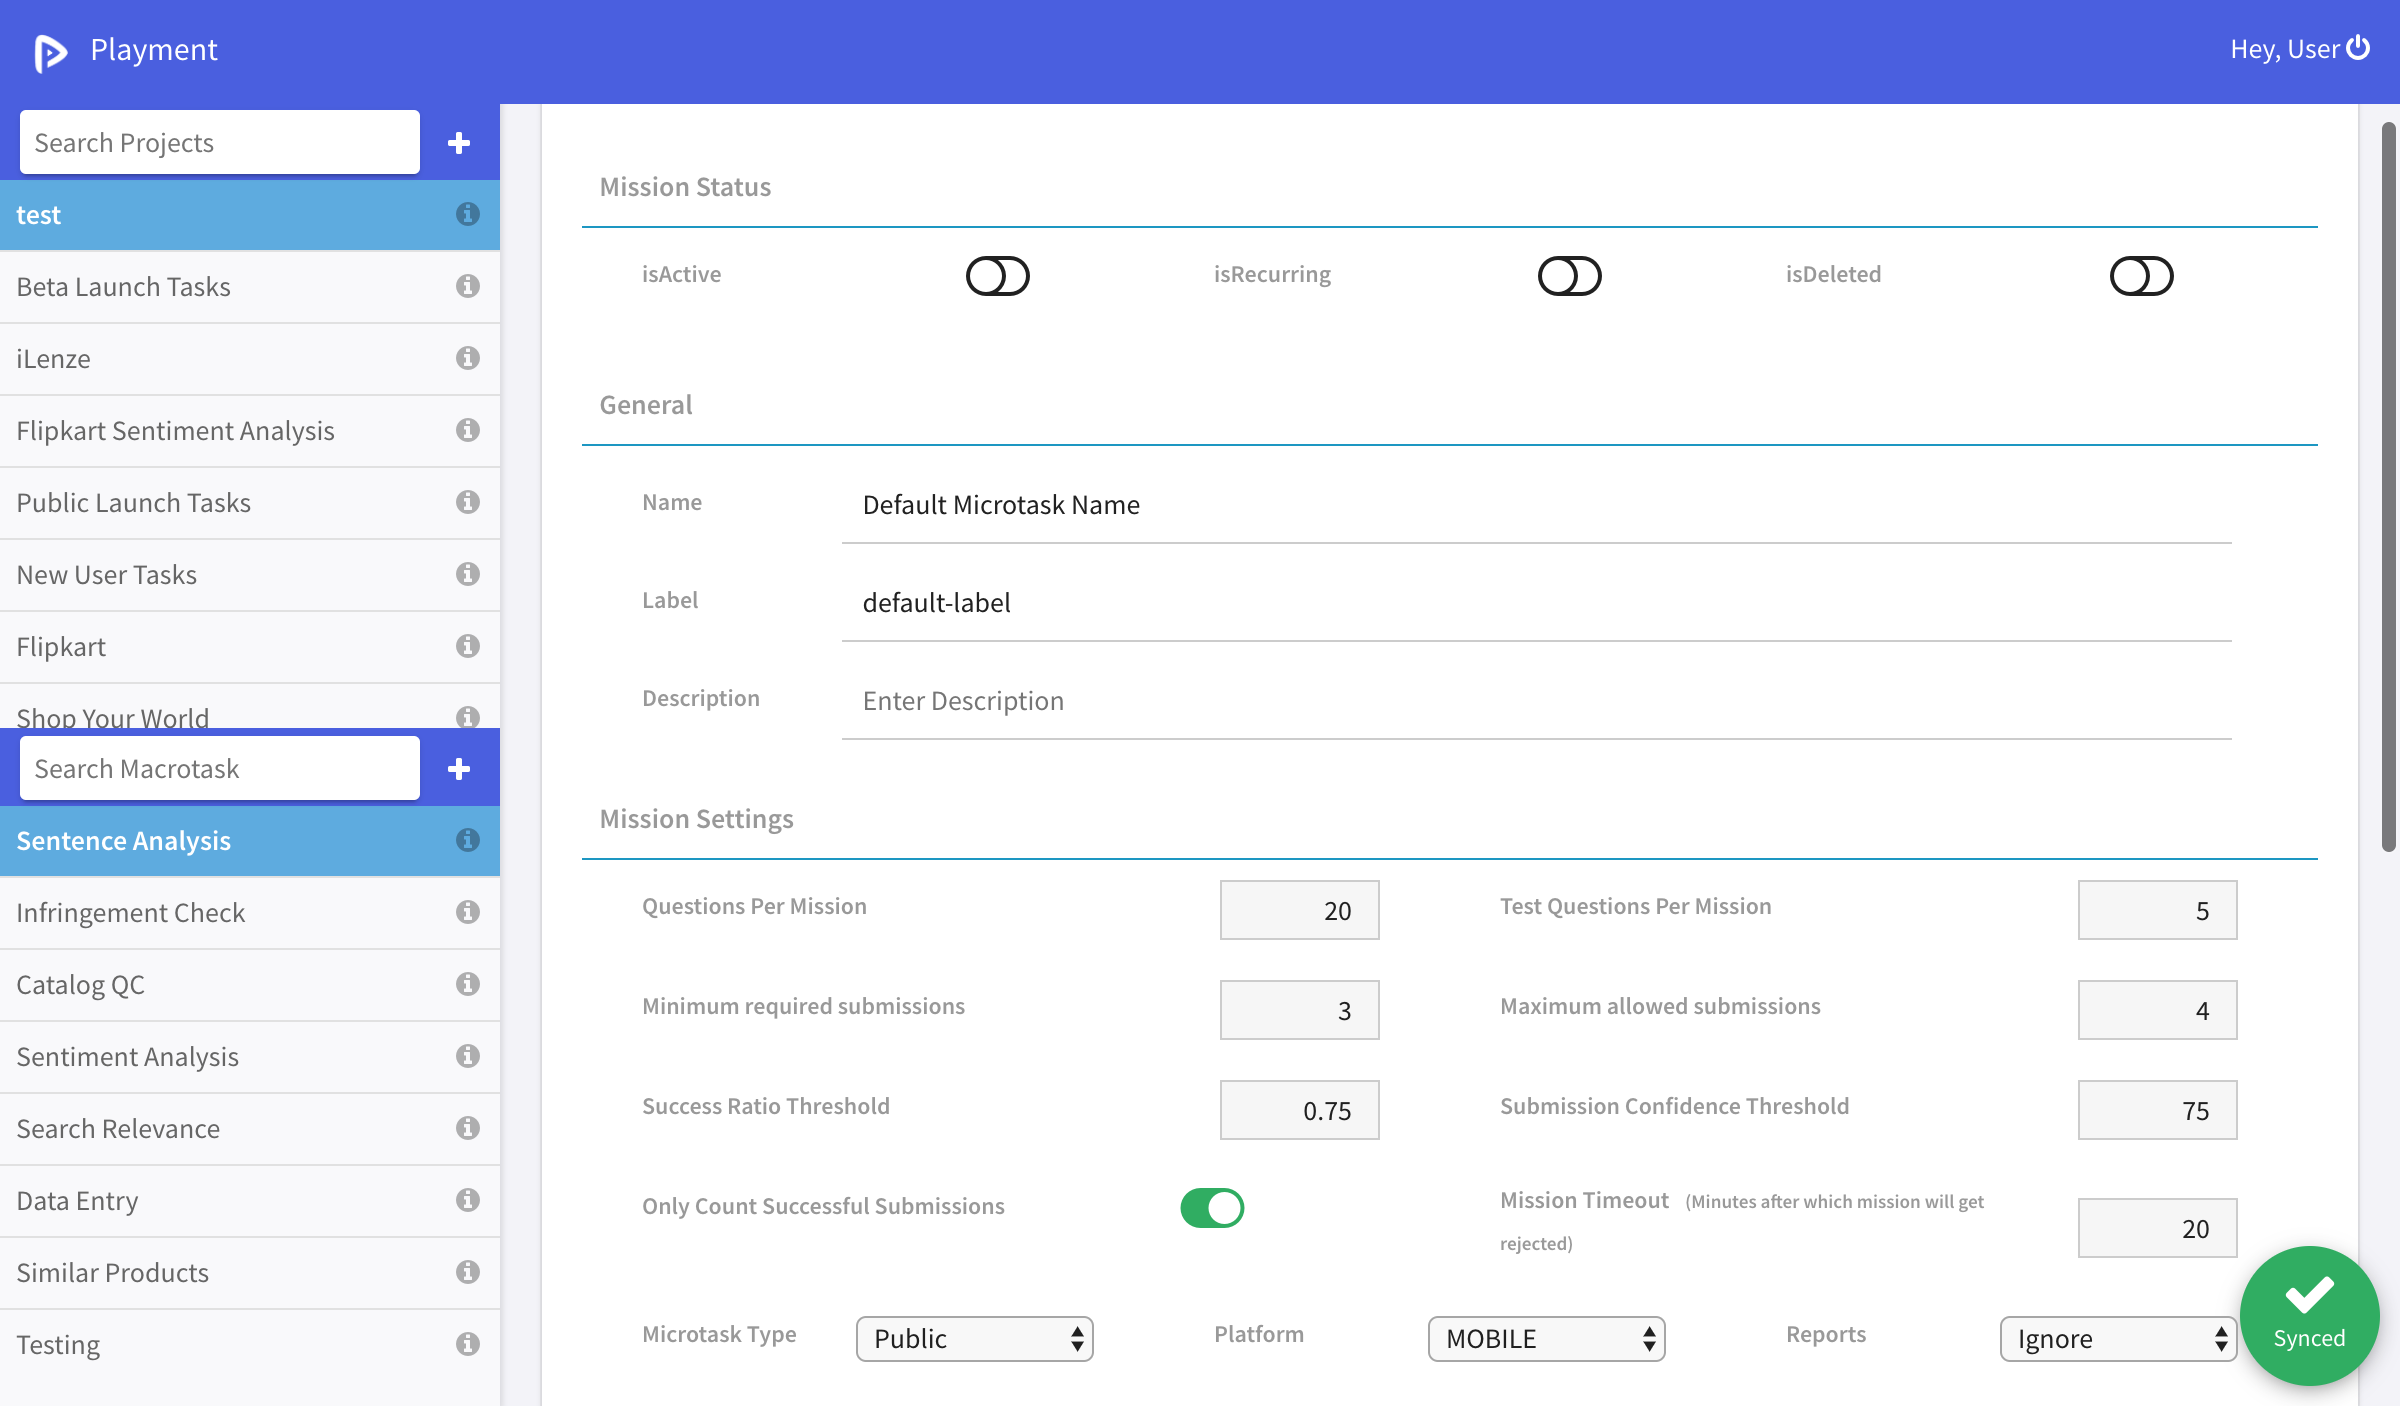 Playment
Hey, User
Search Projects
test
Beta Launch Tasks
iLenze
Flipkart Sentiment Analysis
Public Launch Tasks
New User Tasks
Flipkart
Shop Your World
Search Macrotask
Sentence Analysis
Infringement Check
Catalog QC
Sentiment Analysis
Search Relevance
Data Entry
Similar Products
Testing
Mission Status
isActive
isRecurring
isDeleted
General
Name
Default Microtask Name
Label
default-label
Description
Enter Description
Mission Settings
Questions Per Mission
20
Test Questions Per Mission
5
Minimum required submissions
3
Maximum allowed submissions
4
Success Ratio Threshold
0.75
Submission Confidence Threshold
75
Only Count Successful Submissions
Mission Timeout (Minutes after which mission will get
rejected)
20
Microtask Type
Public
Platform
MOBILE
Reports
Ignore
Synced